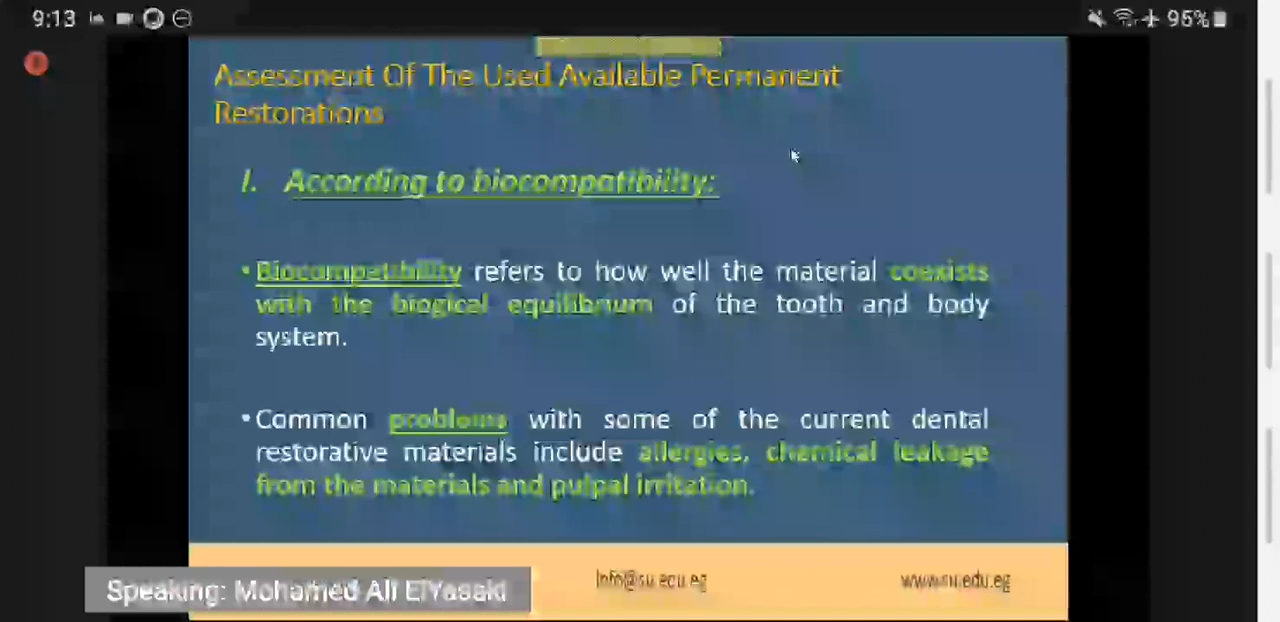 9:13
95%
Assessment Of The Used Available Permanent
Restorations
I. According to biocompatibility:
• Biocompatibility refers to how well the material coexists
with the biogical equilibrium of the tooth and body
system.
• Common problems with some of the current dental
restorative materials include allergies, chemical leakage
from the materials and pulpal irritation.
Speaking: Mohamed Ali ElYasaki
Info@su.edu.eg
www.su.edu.eg